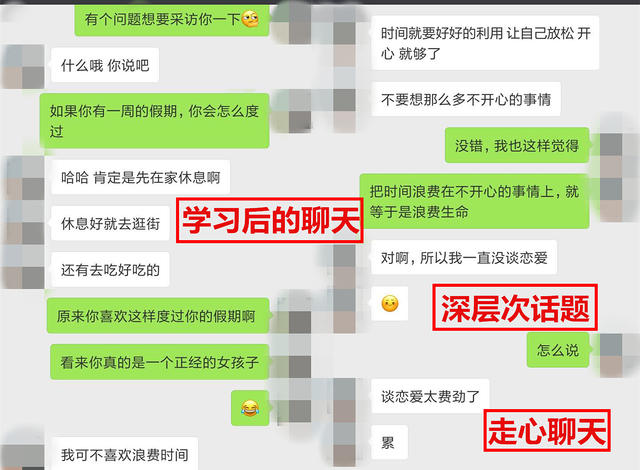 有个问题想要采访你一下
什么哦 你说吧
如果你有一周的假期，你会怎么度
过
哈哈 肯定是先在家休息啊
休息好就去逛街
学习后的聊天
还有去吃好吃的
原来你喜欢这样度过你的假期啊
看来你真的是一个正经的女孩子
我可不喜欢浪费时间
时间就要好好的利用 让自己放松 开
心 就够了
不要想那么多不开心的事情
没错，我也这样觉得
把时间浪费在不开心的事情上，就
等于是浪费生命
对啊，所以我一直没谈恋爱
深层次话题
怎么说
谈恋爱太费劲了
走心聊天
累